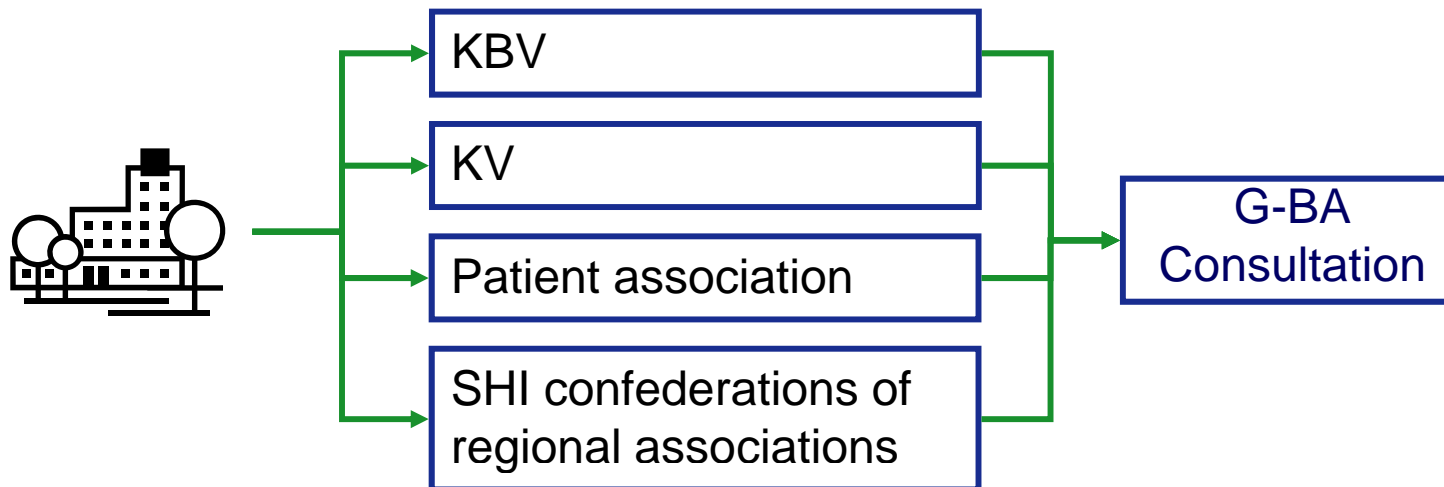 KBV
KV
Patient association
SHI confederations of
regional associations
G-BA
Consultation